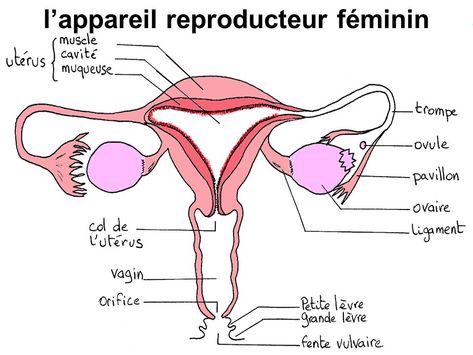 l'appareil reproducteur féminin
utérus
muscle
cavité
muqueuse
trompe
ovule
pavillon
ovaire
ligament
col de
l'utérus
vagin
orifice
Petite lèvre
grande lèvre
fente vulvaire